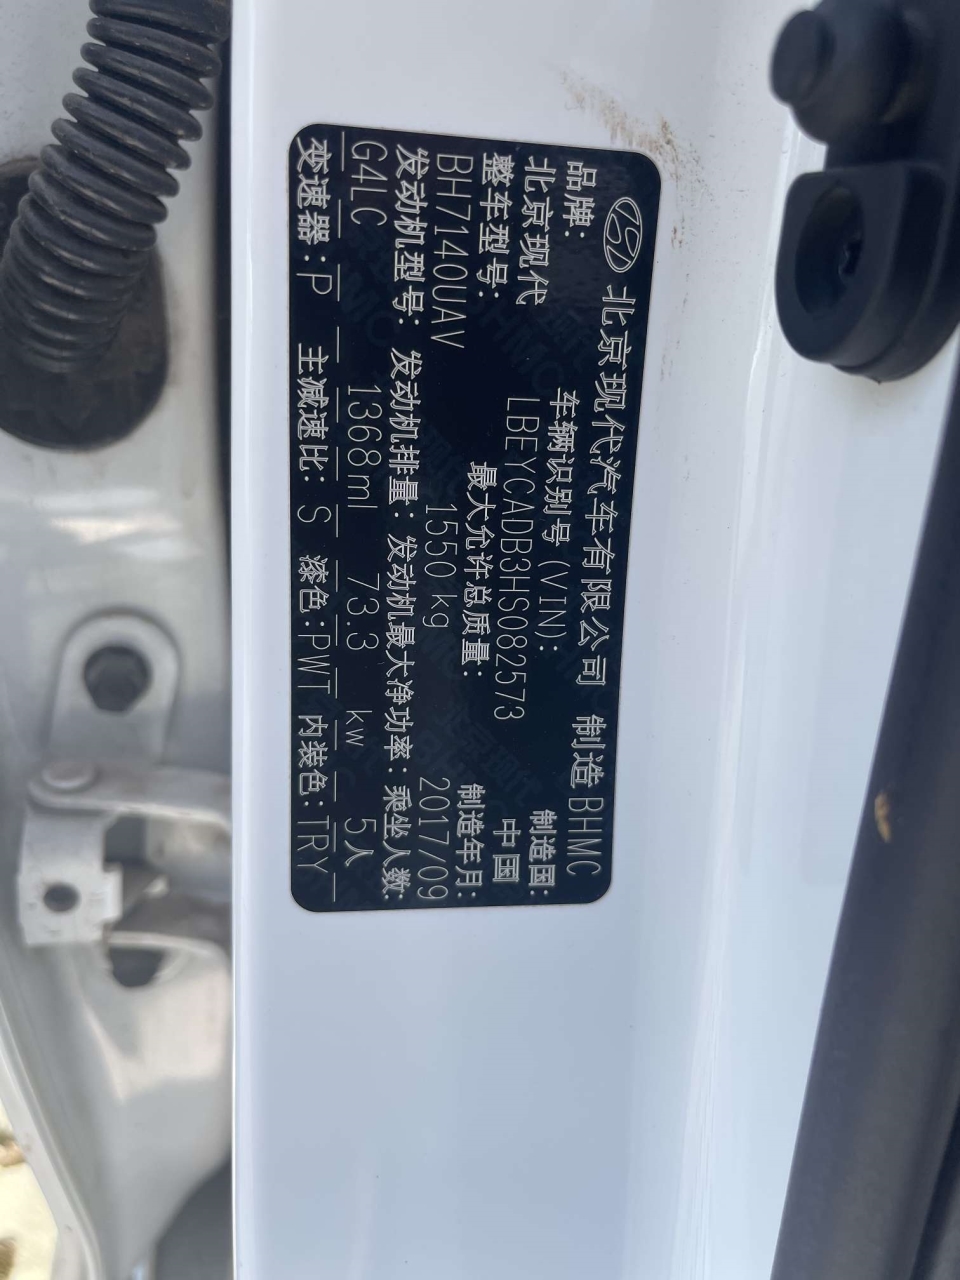 北京现代汽车有限公司 制造 BHMC
品牌: 车辆识别号 (VIN): 制造国:
北京现代 LBEYCADB3HS082573 中国
整车型号: 最大允许总质量: 制造年月:
BH7140UAV 1550 kg 2017/09
发动机型号: 发动机排量: 发动机最大净功率: 乘坐人数:
G4LC 1368ml 73.3 kw 5人
变速器:P 主减速比: S 漆色:PWT 内装色:TRY